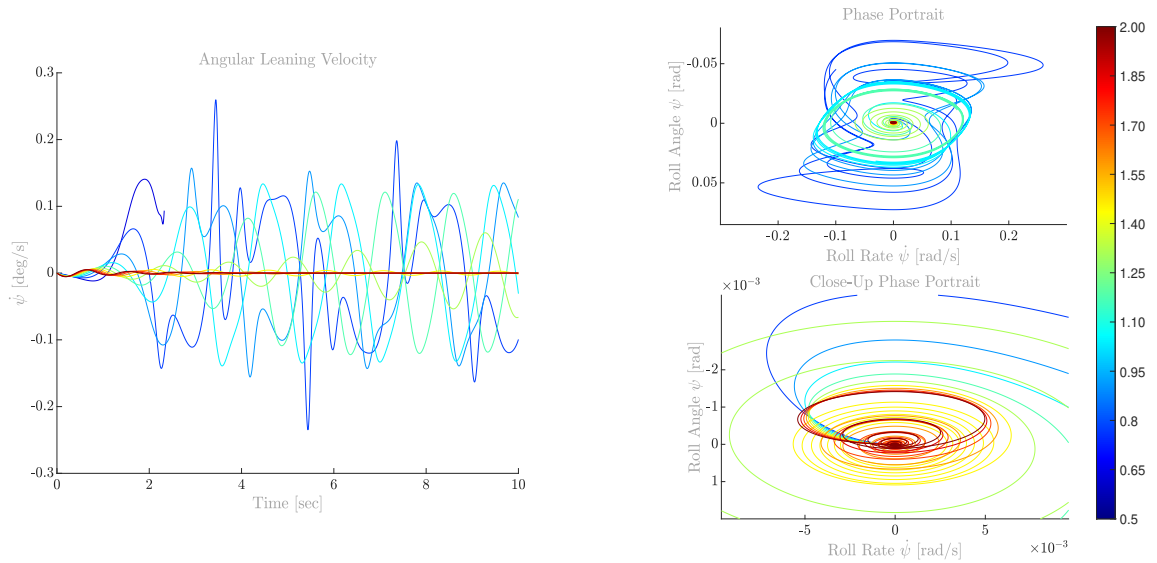 Angular Leaning Velocity
0.3
0.2
0.1
0
-0.1
-0.2
-0.3
ψ̇ [deg/s]
0 2 4 6 8 10
Time [sec]
Phase Portrait
-0.05
0
0.05
Roll Angle ψ [rad]
-0.2 -0.1 0 0.1 0.2
Roll Rate ψ̇ [rad/s]
×10⁻³
Close-Up Phase Portrait
-2
-1
0
1
Roll Angle ψ [rad]
-5 0 5
Roll Rate ψ̇ [rad/s]
×10⁻³
2.00
1.85
1.70
1.55
1.40
1.25
1.10
0.95
0.8
0.65
0.5